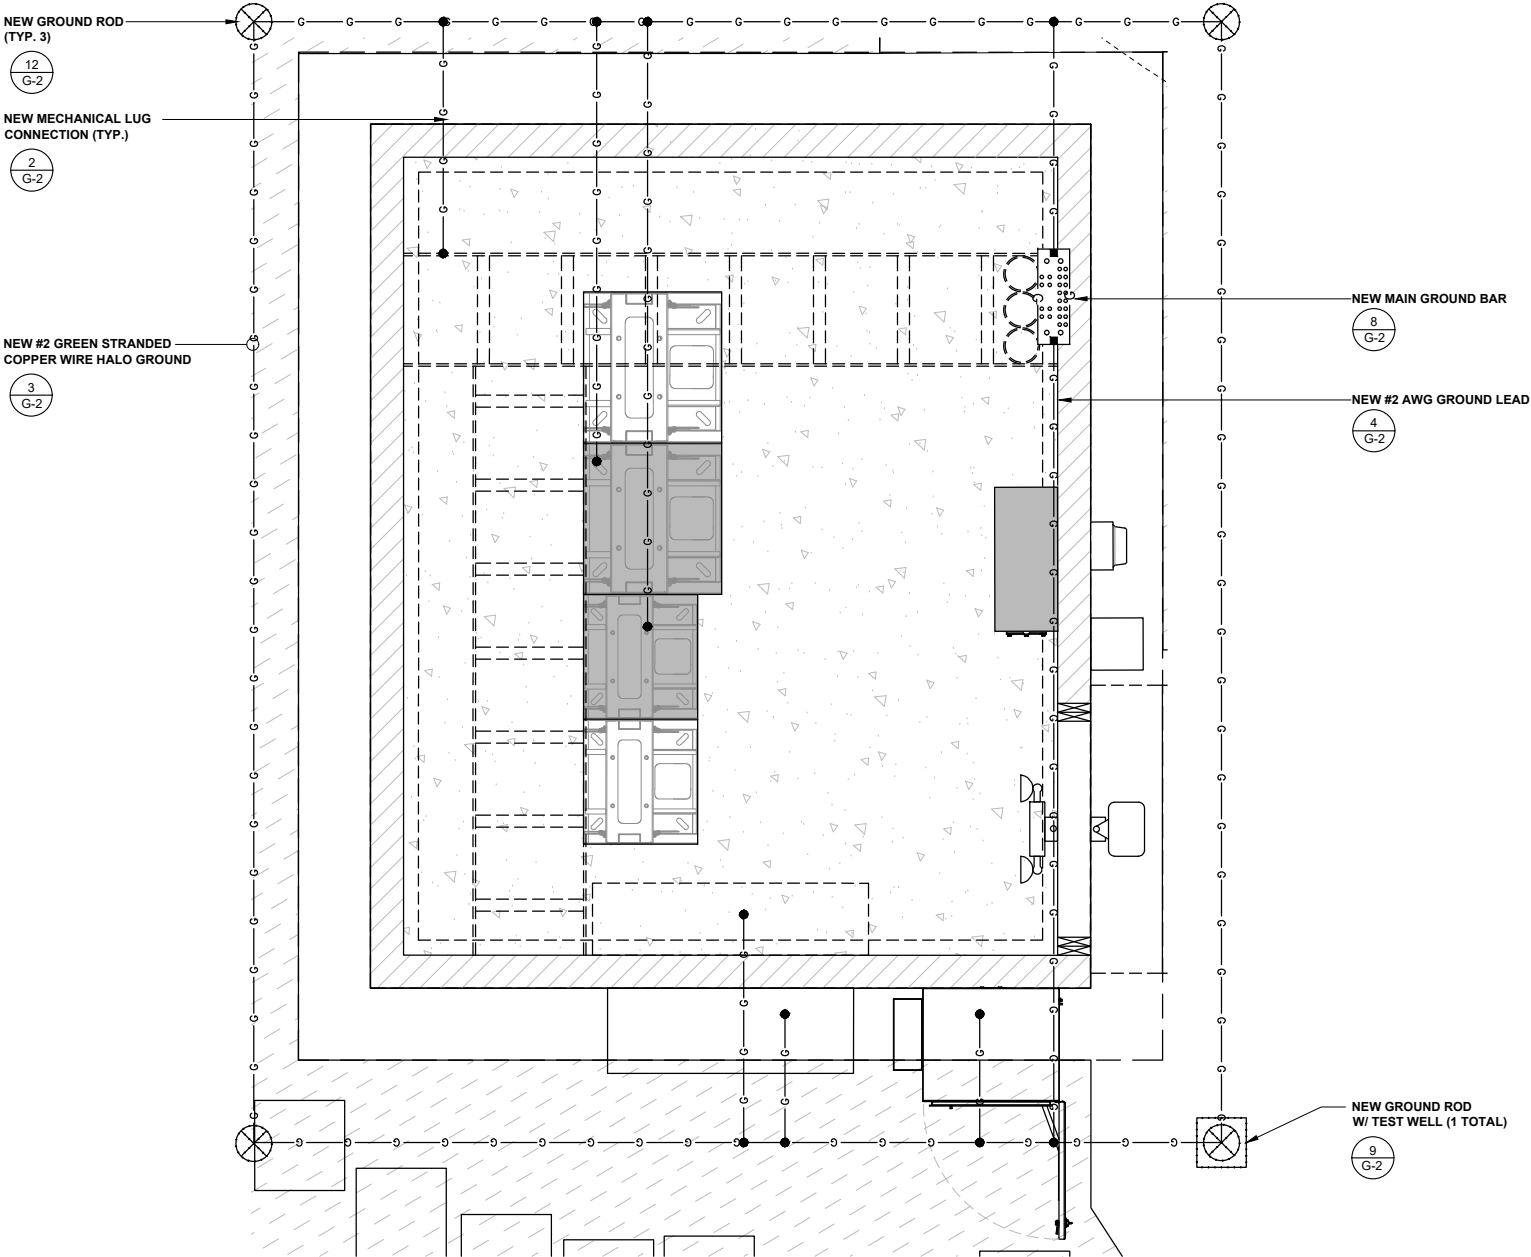 NEW GROUND ROD
(TYP. 3)
12
G-2
NEW MECHANICAL LUG
CONNECTION (TYP.)
2
G-2
NEW #2 GREEN STRANDED
COPPER WIRE HALO GROUND
3
G-2
NEW MAIN GROUND BAR
8
G-2
NEW #2 AWG GROUND LEAD
4
G-2
NEW GROUND ROD
W/ TEST WELL (1 TOTAL)
9
G-2